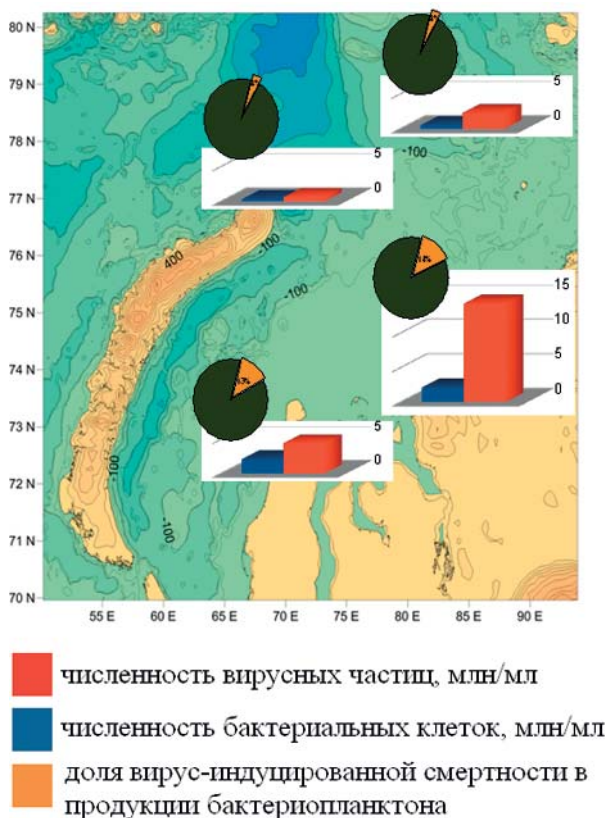 80 N
79 N
78 N
77 N
76 N
75 N
74 N
73 N
72 N
71 N
70 N
5
0
-100
5
0
400
-100
-100
14%
15
10
5
0
5
0
-100
-100
55 E 60 E 65 E 70 E 75 E 80 E 85 E 90 E
численность вирусных частиц, млн/мл
численность бактериальных клеток, млн/мл
доля вирус-индуцированной смертности в
продукции бактериопланктона